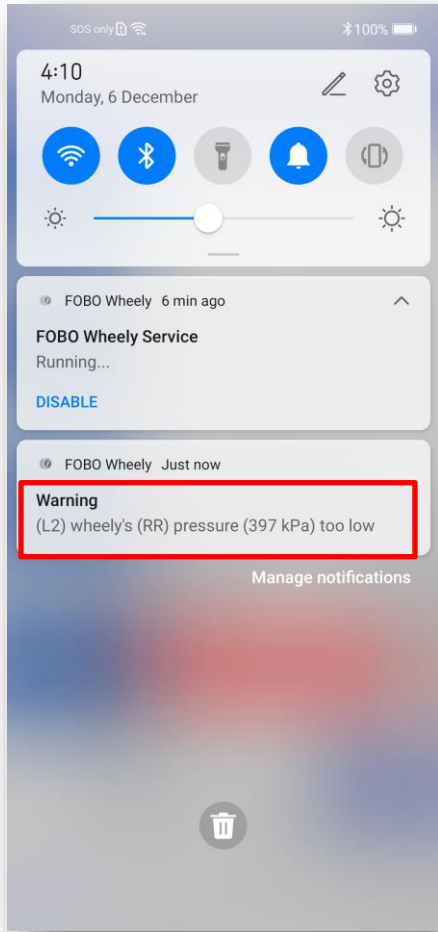 SOS only 100%
4:10
Monday, 6 December
FOBO Wheely 6 min ago
FOBO Wheely Service
Running...
DISABLE
FOBO Wheely Just now
Warning
(L2) wheely's (RR) pressure (397 kPa) too low
Manage notifications